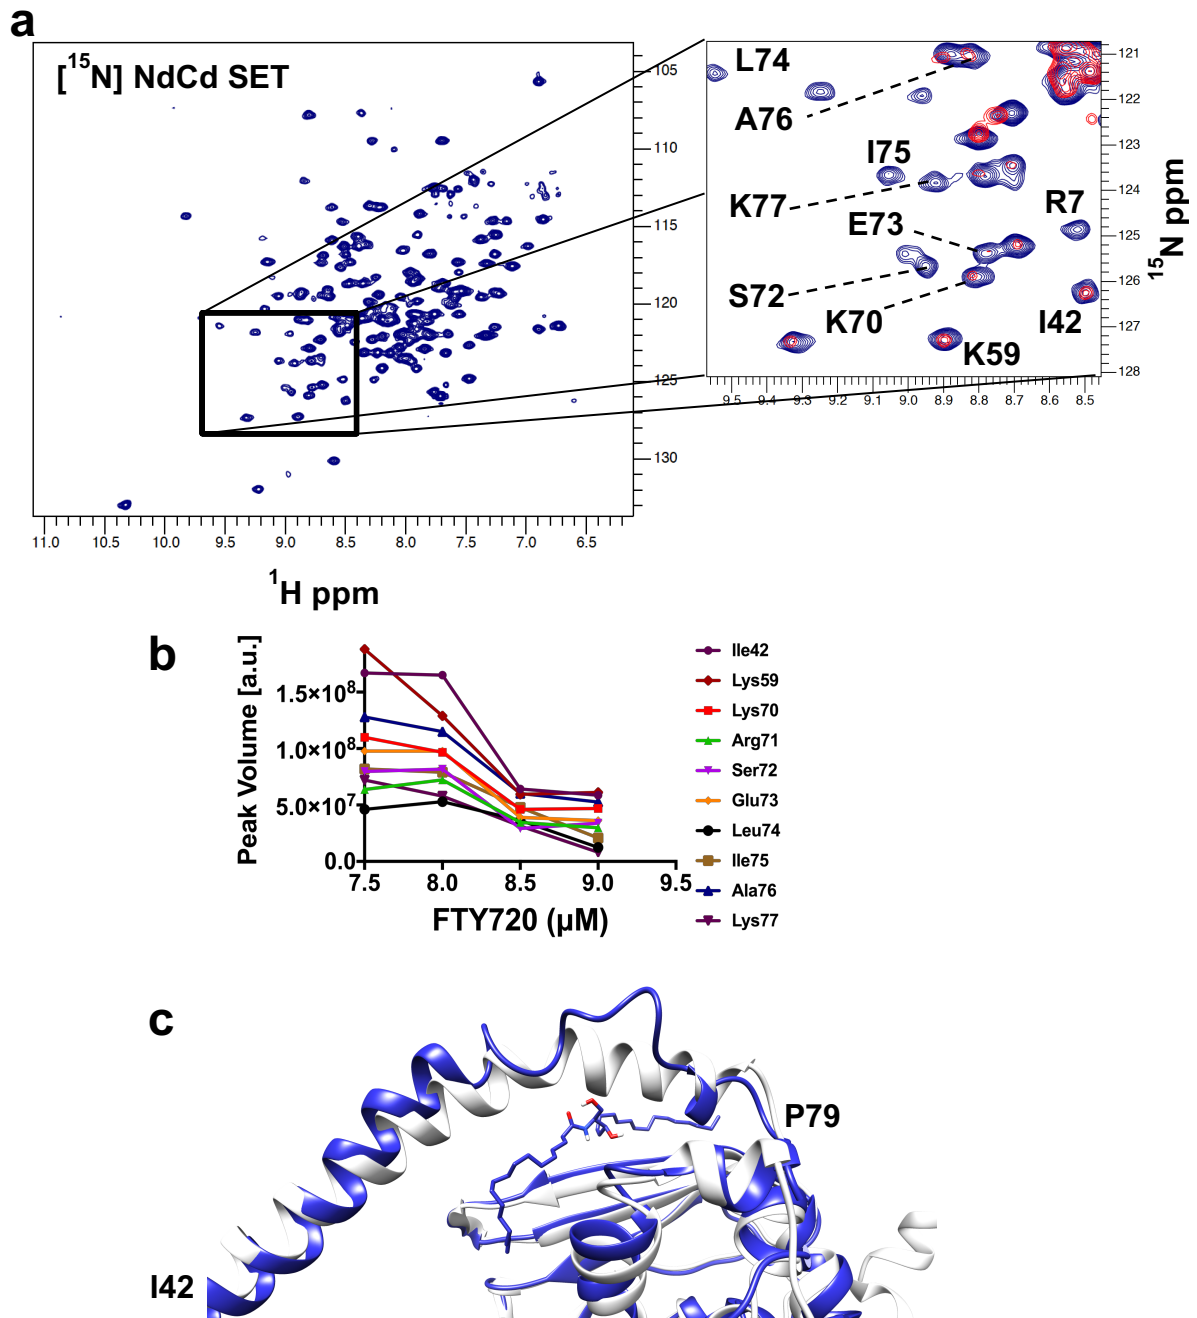 a
[15N] NdCd SET
105
110
115
120
125
130
11.0 10.5 10.0 9.5 9.0 8.5 8.0 7.5 7.0 6.5
1H ppm
L74
A76
I75
K77
E73
R7
S72
K70
I42
K59
121
122
123
124
125
126
127
128
15N ppm
9.5 9.4 9.3 9.2 9.1 9.0 8.9 8.8 8.7 8.6 8.5
b
Peak Volume [a.u.]
1.5×108
1.0×108
5.0×107
0.0
7.5 8.0 8.5 9.0 9.5
FTY720 (µM)
Ile42
Lys59
Lys70
Arg71
Ser72
Glu73
Leu74
Ile75
Ala76
Lys77
c
P79
I42